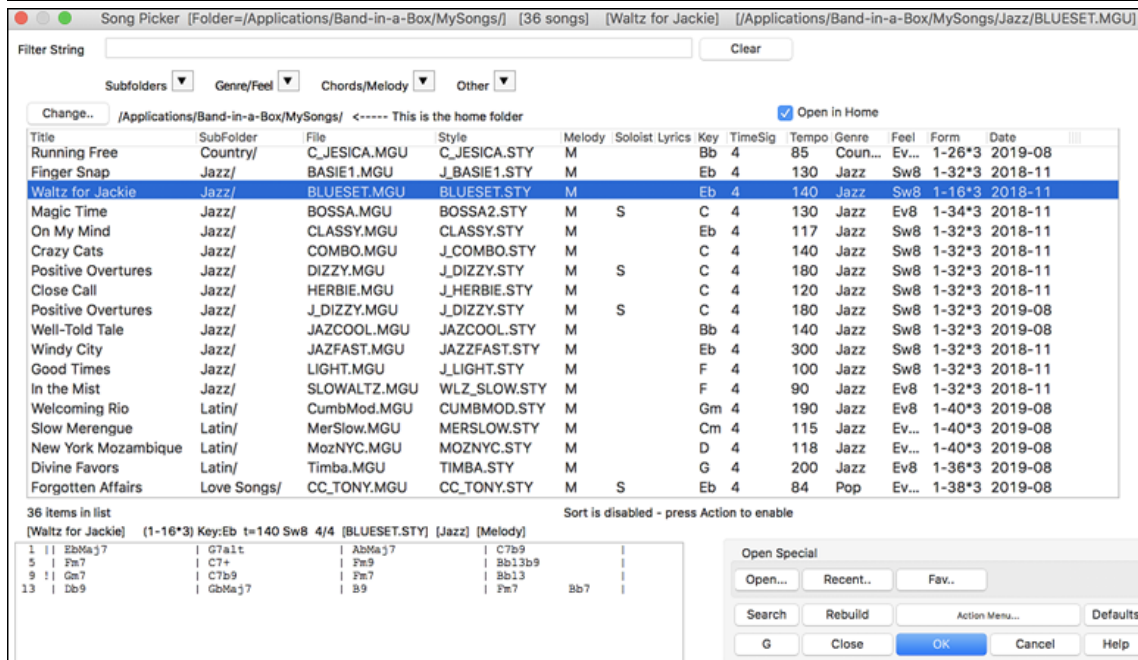 Song Picker [Folder=/Applications/Band-in-a-Box/MySongs/] [36 songs] [Waltz for Jackie] [/Applications/Band-in-a-Box/MySongs/Jazz/BLUESET.MGU]
Filter String Clear
Subfolders ▼ Genre/Feel ▼ Chords/Melody ▼ Other ▼
Change.. /Applications/Band-in-a-Box/MySongs/ <----- This is the home folder Open in Home
Title SubFolder File Style Melody Soloist Lyrics Key TimeSig Tempo Genre Feel Form Date
Running Free Country/ C_JESICA.MGU C_JESICA.STY M Bb 4 85 Coun... Ev... 1-26*3 2019-08
Finger Snap Jazz/ BASIE1.MGU J_BASIE1.STY M Eb 4 130 Jazz Sw8 1-32*3 2018-11
Waltz for Jackie Jazz/ BLUESET.MGU BLUESET.STY M Eb 4 140 Jazz Sw8 1-16*3 2018-11
Magic Time Jazz/ BOSSA.MGU BOSSA2.STY M S C 4 130 Jazz Ev8 1-34*3 2018-11
On My Mind Jazz/ CLASSY.MGU CLASSY.STY M Eb 4 117 Jazz Sw8 1-32*3 2018-11
Crazy Cats Jazz/ COMBO.MGU J_COMBO.STY M C 4 140 Jazz Sw8 1-32*3 2018-11
Positive Overtures Jazz/ DIZZY.MGU J_DIZZY.STY M S C 4 180 Jazz Sw8 1-32*3 2018-11
Close Call Jazz/ HERBIE.MGU J_HERBIE.STY M C 4 120 Jazz Sw8 1-32*3 2018-11
Positive Overtures Jazz/ J_DIZZY.MGU J_DIZZY.STY M S C 4 180 Jazz Sw8 1-32*3 2019-08
Well-Told Tale Jazz/ JAZCOOL.MGU JAZCOOL.STY M Bb 4 140 Jazz Sw8 1-32*3 2019-08
Windy City Jazz/ JAZFAST.MGU JAZZFAST.STY M Eb 4 300 Jazz Sw8 1-32*3 2018-11
Good Times Jazz/ LIGHT.MGU J_LIGHT.STY M F 4 100 Jazz Sw8 1-32*3 2018-11
In the Mist Jazz/ SLOWALTZ.MGU WLZ_SLOW.STY M F 4 90 Jazz Ev8 1-32*3 2018-11
Welcoming Rio Latin/ CumbMod.MGU CUMBMOD.STY M Gm 4 190 Jazz Ev8 1-40*3 2019-08
Slow Merengue Latin/ MerSlow.MGU MERSLOW.STY M Cm 4 115 Jazz Ev... 1-40*3 2019-08
New York Mozambique Latin/ MozNYC.MGU MOZNYC.STY M D 4 118 Jazz Ev... 1-40*3 2019-08
Divine Favors Latin/ Timba.MGU TIMBA.STY M G 4 200 Jazz Ev8 1-36*3 2019-08
Forgotten Affairs Love Songs/ CC_TONY.MGU CC_TONY.STY M S Eb 4 84 Pop Ev... 1-38*3 2019-08
36 items in list Sort is disabled - press Action to enable
[Waltz for Jackie] (1-16*3) Key:Eb t=140 Sw8 4/4 [BLUESET.STY] [Jazz] [Melody]
1 || EbMaj7 | G7alt | AbMaj7 | C7b9 |
5 | Fm7 | C7+ | Fm9 | Bb13b9 |
9 !| Gm7 | C7b9 | Fm7 | Bb13 |
13 | Db9 | GbMaj7 | B9 | Fm7 Bb7 |
Open Special
Open... Recent.. Fav..
Search Rebuild Action Menu... Defaults
G Close OK Cancel Help